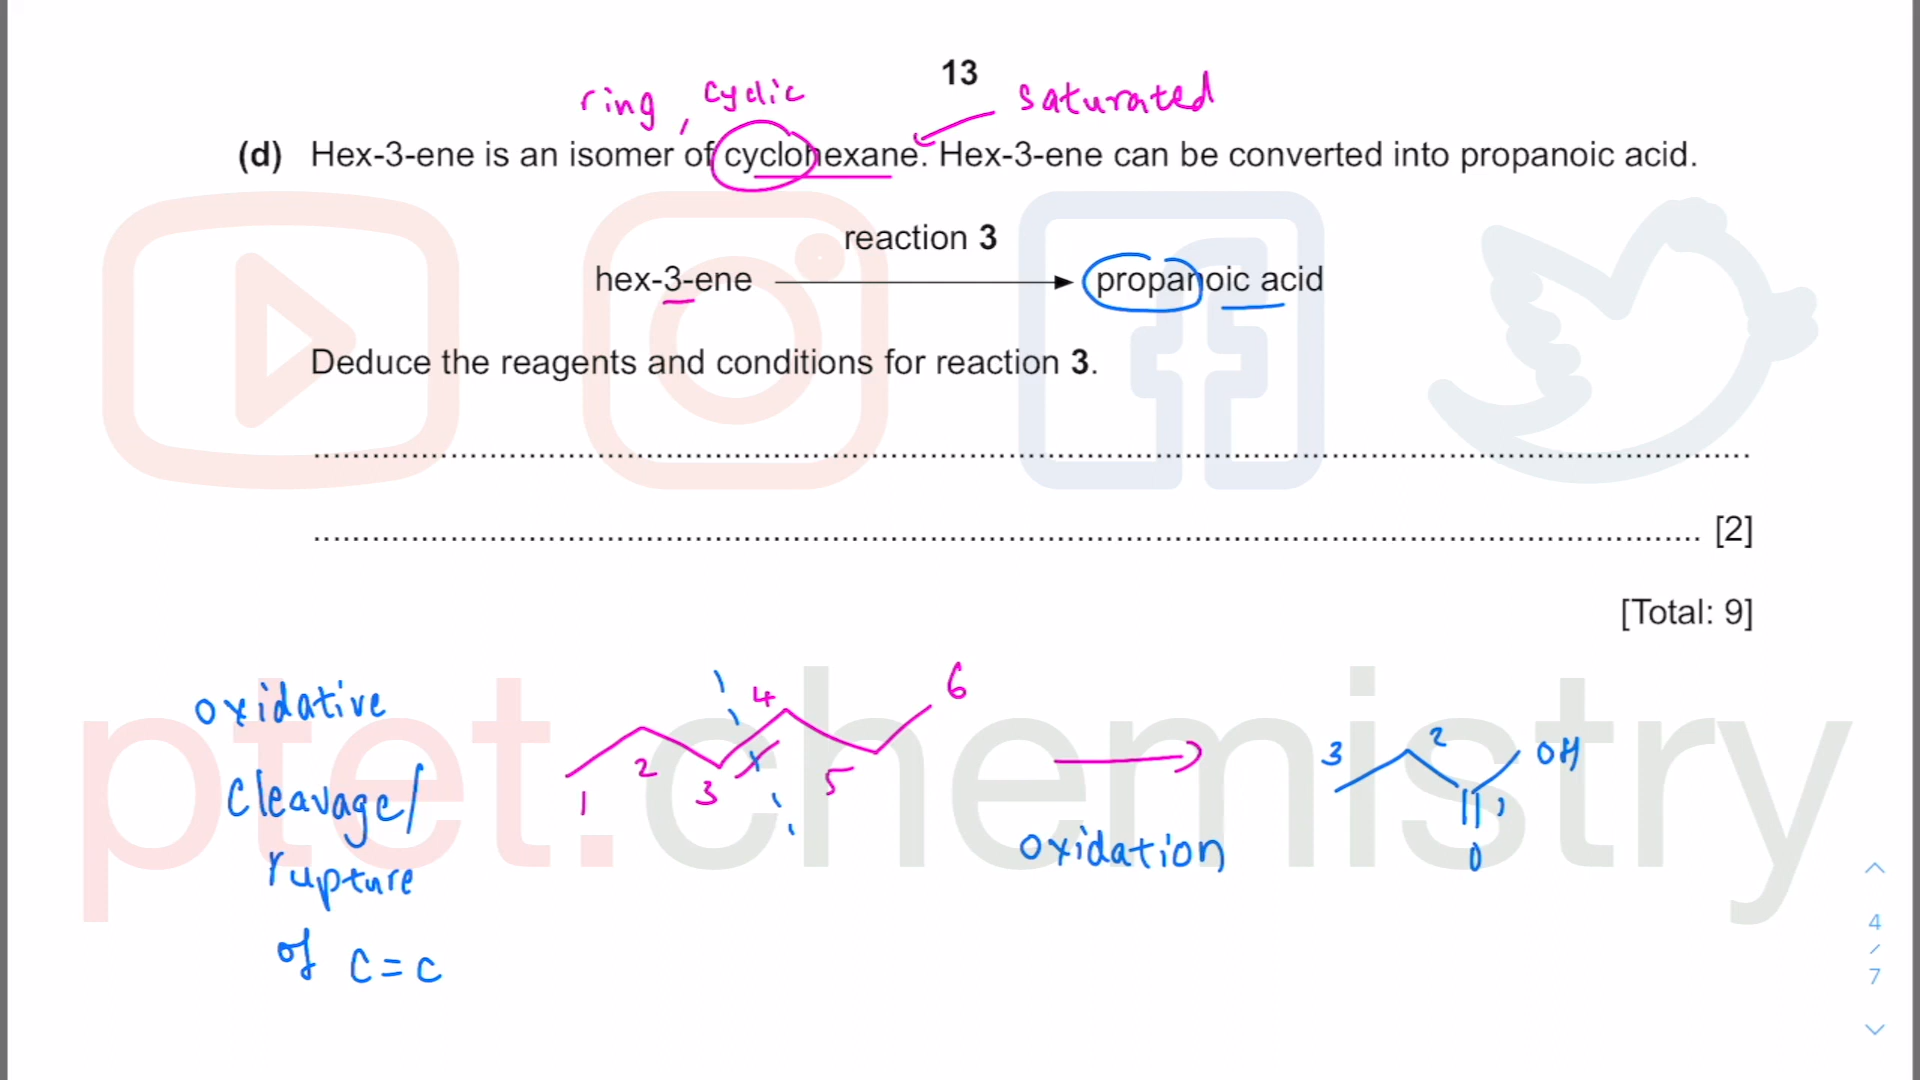 13
ring, cyclic
saturated
(d) Hex-3-ene is an isomer of cyclohexane. Hex-3-ene can be converted into propanoic acid.
reaction 3
hex-3-ene
propanoic acid
Deduce the reagents and conditions for reaction 3.
[2]
[Total: 9]
oxidative
cleavage/
rupture
of C=C
1 2 3 4 5 6
oxidation
3 2 1 OH
O
ptet.chemistry
4
/
7